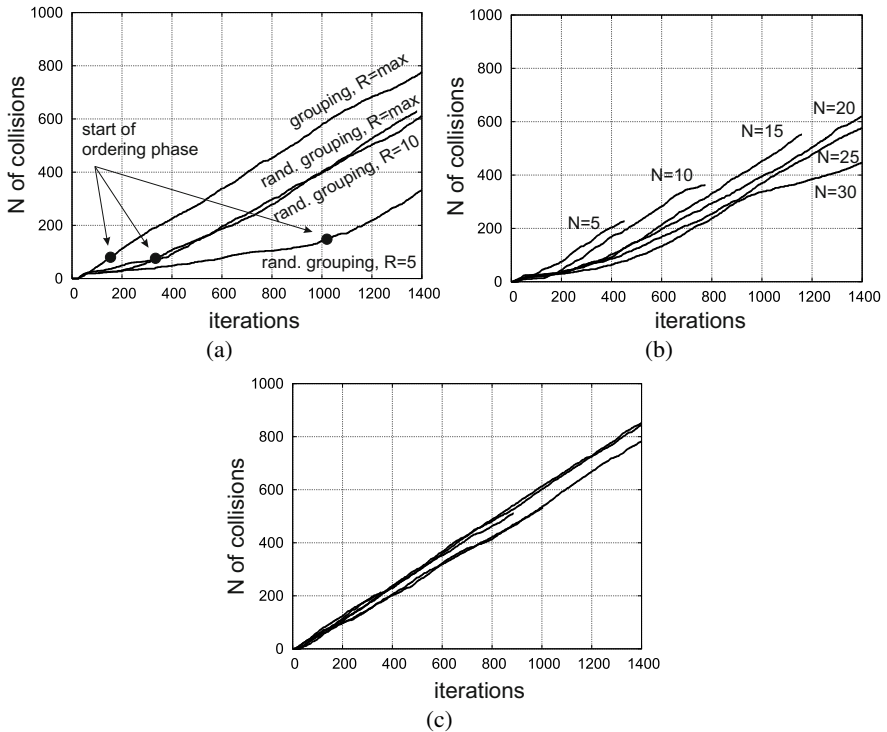 1000
800
600
400
200
0
N of collisions
grouping, R=max
rand. grouping, R=max
rand. grouping, R=10
rand. grouping, R=5
start of
ordering phase
0 200 400 600 800 1000 1200 1400
iterations
(a)
1000
800
600
400
200
0
N of collisions
N=5
N=10
N=15
N=20
N=25
N=30
0 200 400 600 800 1000 1200 1400
iterations
(b)
1000
800
600
400
200
0
N of collisions
0 200 400 600 800 1000 1200 1400
iterations
(c)